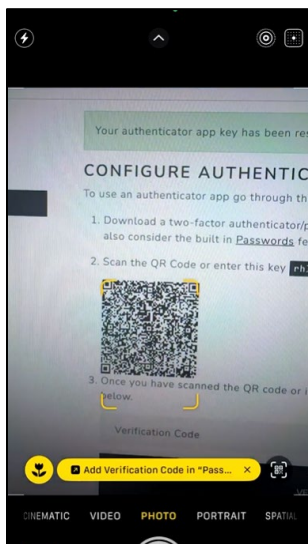 Your authenticator app key has been res
CONFIGURE AUTHENTIC
To use an authenticator app go through th
1. Download a two-factor authenticator/p
also consider the built in Passwords fe
2. Scan the QR Code or enter this key rh
3. Once you have scanned the QR code or i
below.
Verification Code
Add Verification Code in "Pass...
CINEMATIC VIDEO PHOTO PORTRAIT SPATIAL